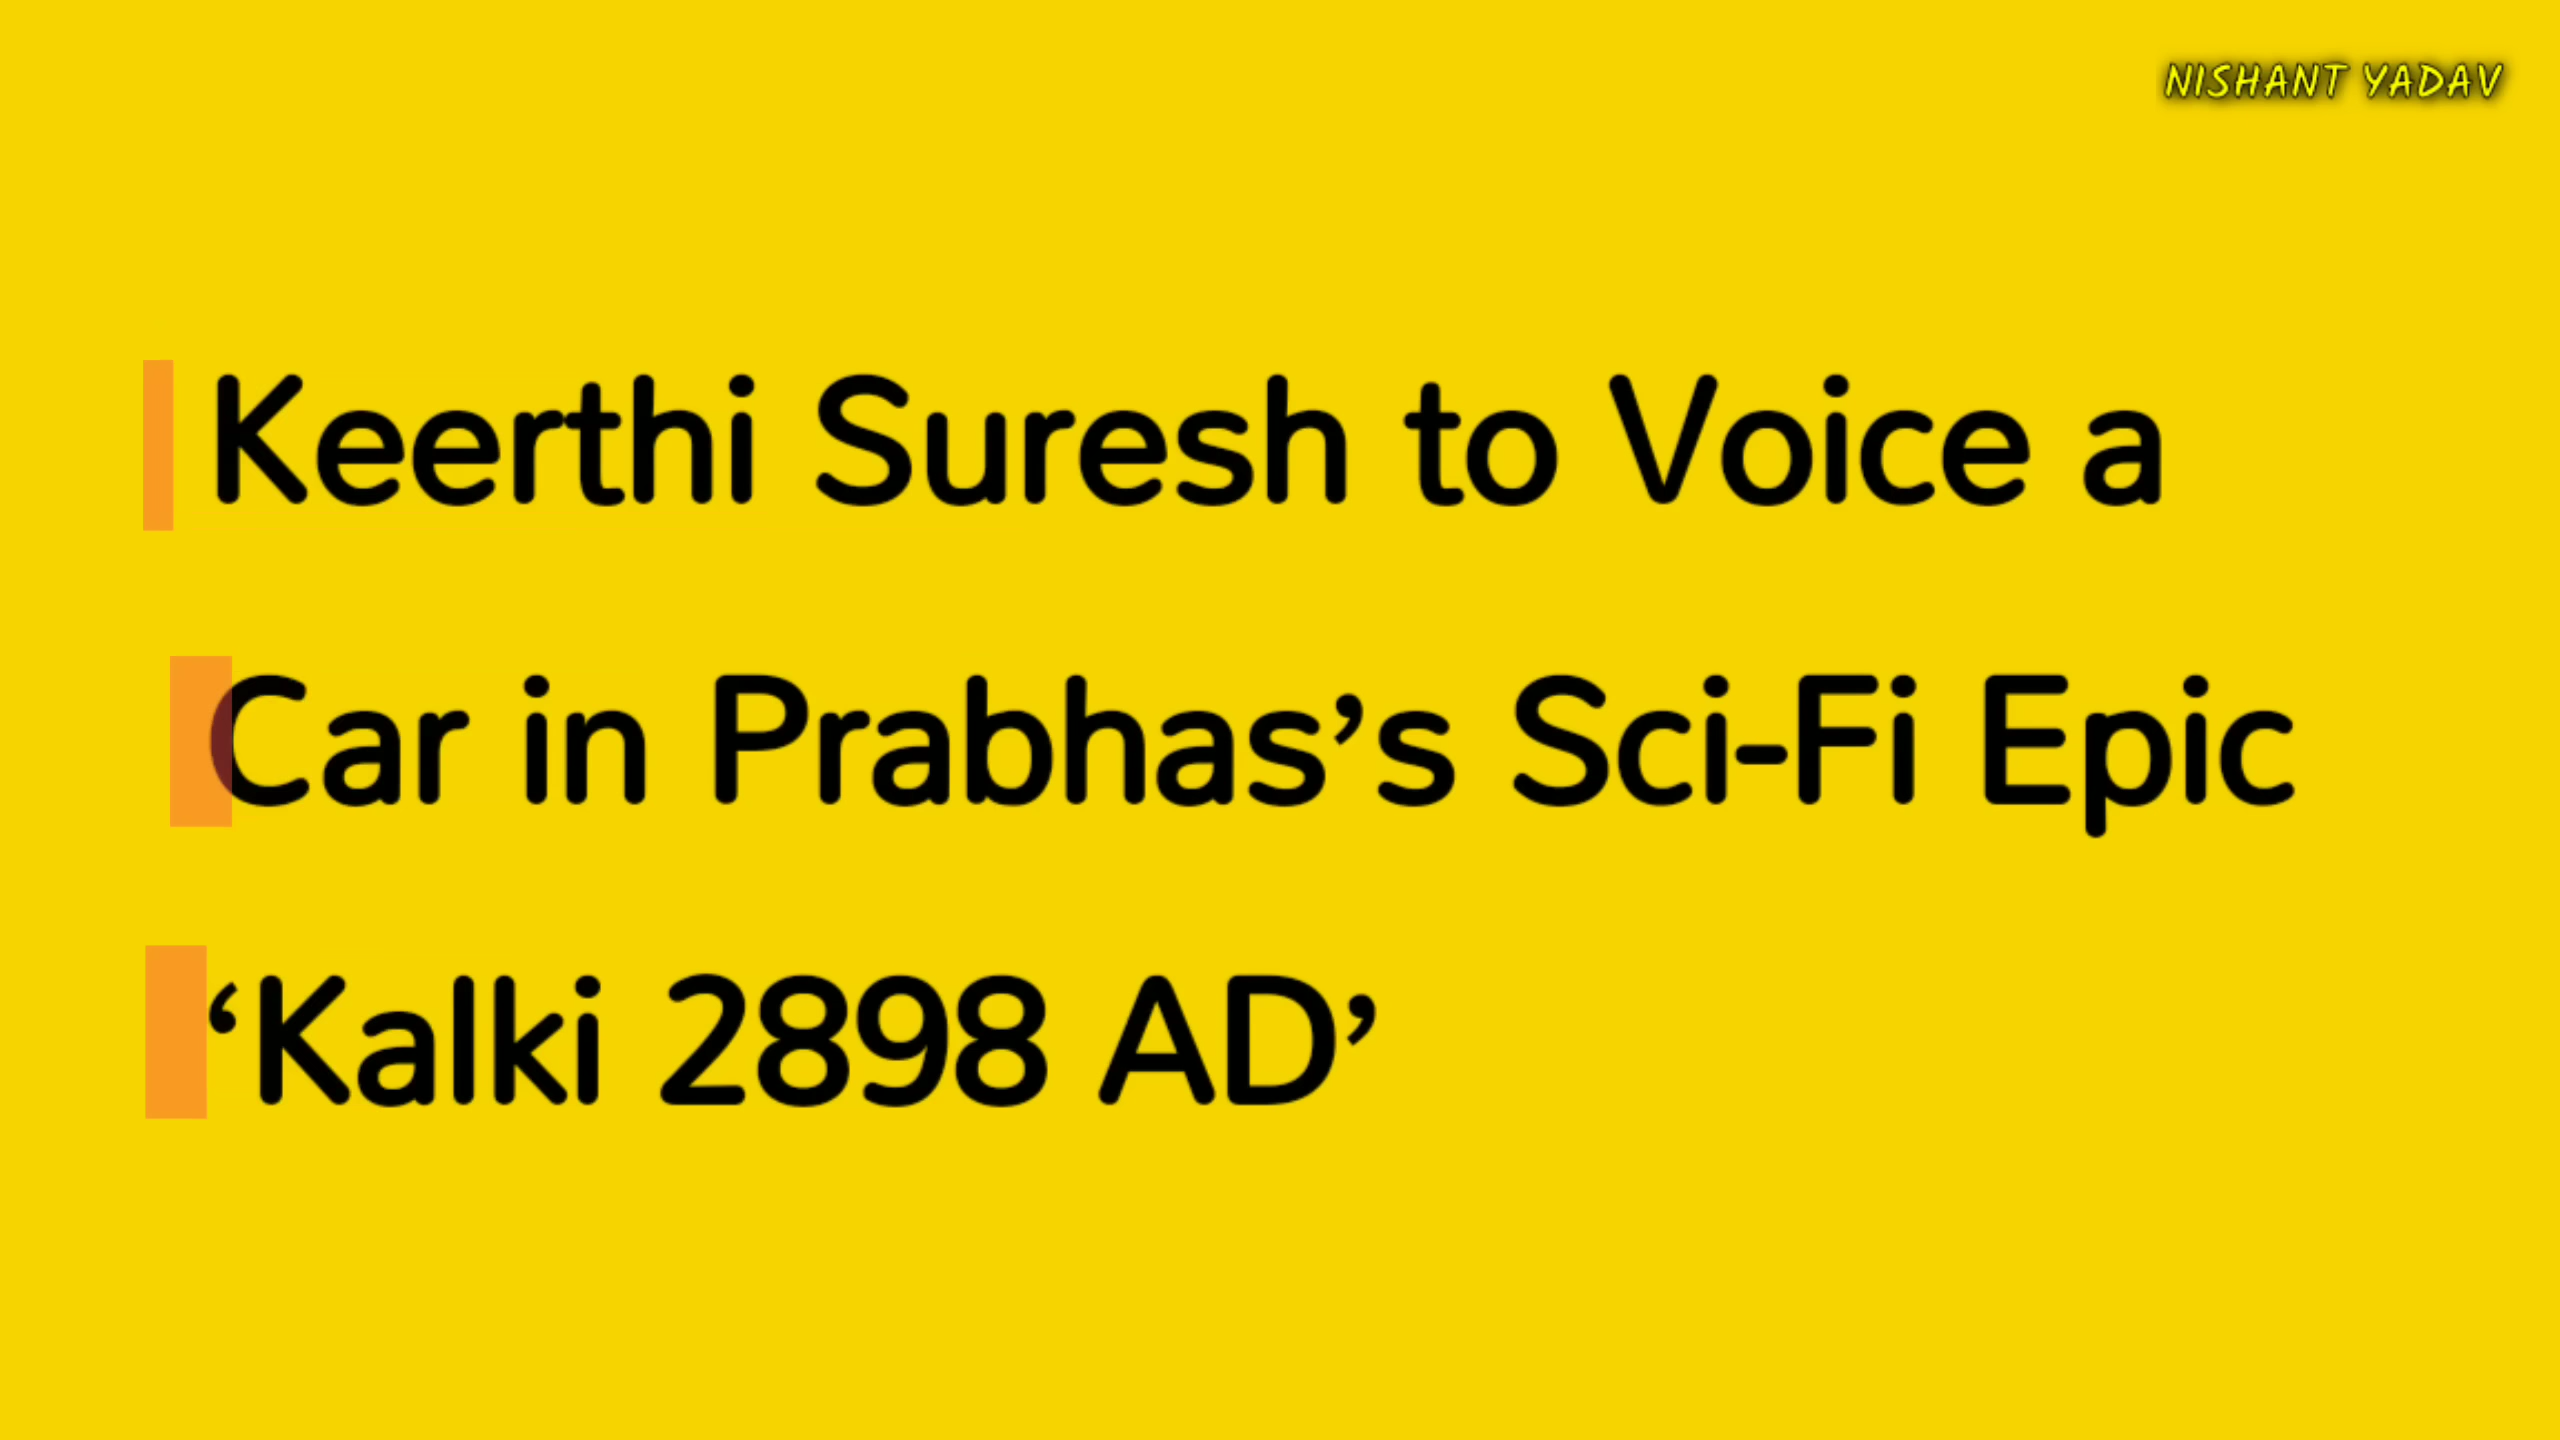 NISHANT YADAV
Keerthi Suresh to Voice a
Car in Prabhas’s Sci-Fi Epic
‘Kalki 2898 AD’